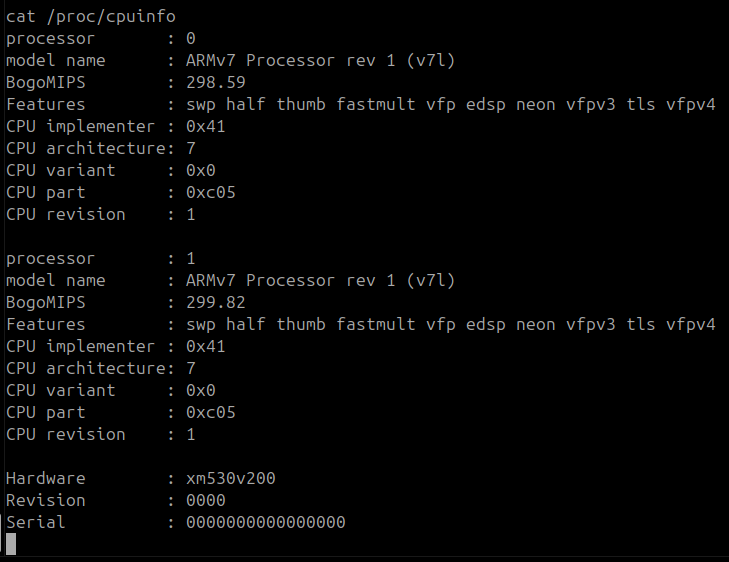 cat /proc/cpuinfo
processor       : 0
model name      : ARMv7 Processor rev 1 (v7l)
BogoMIPS        : 298.59
Features        : swp half thumb fastmult vfp edsp neon vfpv3 tls vfpv4
CPU implementer : 0x41
CPU architecture: 7
CPU variant     : 0x0
CPU part        : 0xc05
CPU revision    : 1

processor       : 1
model name      : ARMv7 Processor rev 1 (v7l)
BogoMIPS        : 299.82
Features        : swp half thumb fastmult vfp edsp neon vfpv3 tls vfpv4
CPU implementer : 0x41
CPU architecture: 7
CPU variant     : 0x0
CPU part        : 0xc05
CPU revision    : 1

Hardware        : xm530v200
Revision        : 0000
Serial          : 0000000000000000